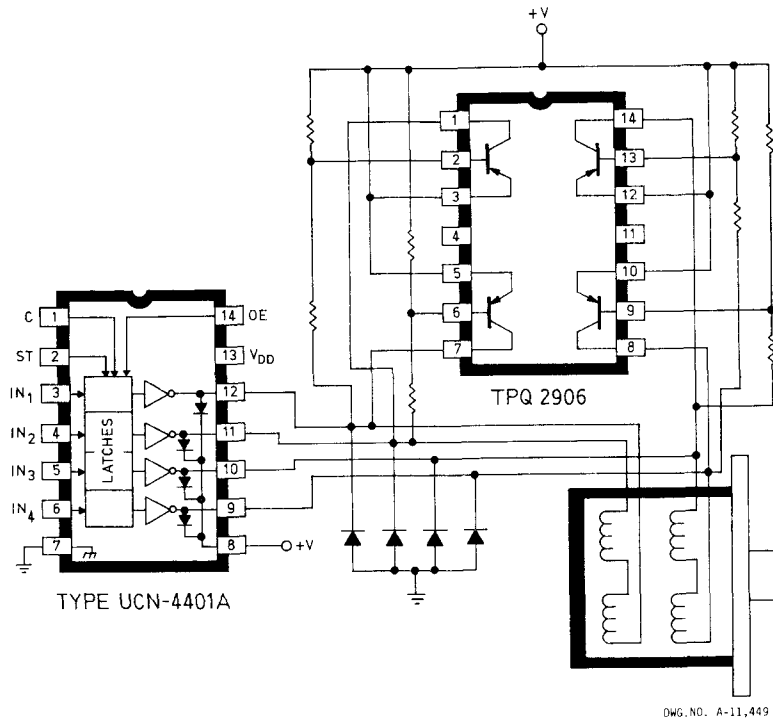 +V
1
2
3
4
5
6
7
14
13
12
11
10
9
8
TPQ 2906
C
ST
IN1
IN2
IN3
IN4
1
2
3
4
5
6
7
14
13
12
11
10
9
8
OE
VDD
LATCHES
+V
TYPE UCN-4401A
DWG. NO. A-11,449